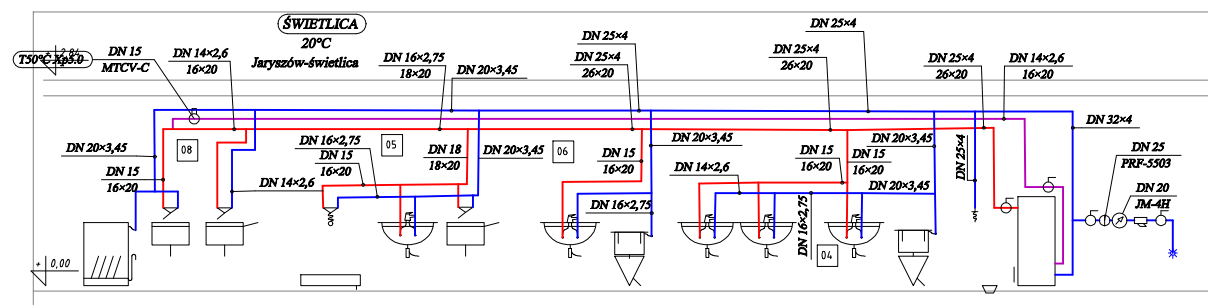 ŚWIETLICA
20°C
Jaryszów-świetlica
+ 2,84
T50°C Xp3.0
DN 15
MTCV-C
DN 14×2,6
16×20
DN 16×2,75
18×20
DN 20×3,45
DN 25×4
DN 25×4
26×20
DN 25×4
DN 25×4
26×20
DN 25×4
26×20
DN 14×2,6
16×20
DN 32×4
DN 25
PRF-5503
DN 20
JM-4H
DN 20×3,45
DN 15
16×20
08
DN 14×2,6
DN 16×2,75
DN 15
16×20
05
DN 18
18×20
DN 20×3,45
06
DN 15
16×20
DN 20×3,45
DN 16×2,75
DN 14×2,6
DN 15
16×20
DN 15
16×20
DN 20×3,45
DN 20×3,45
DN 16×2,75
04
DN 25×4
+ 0,00